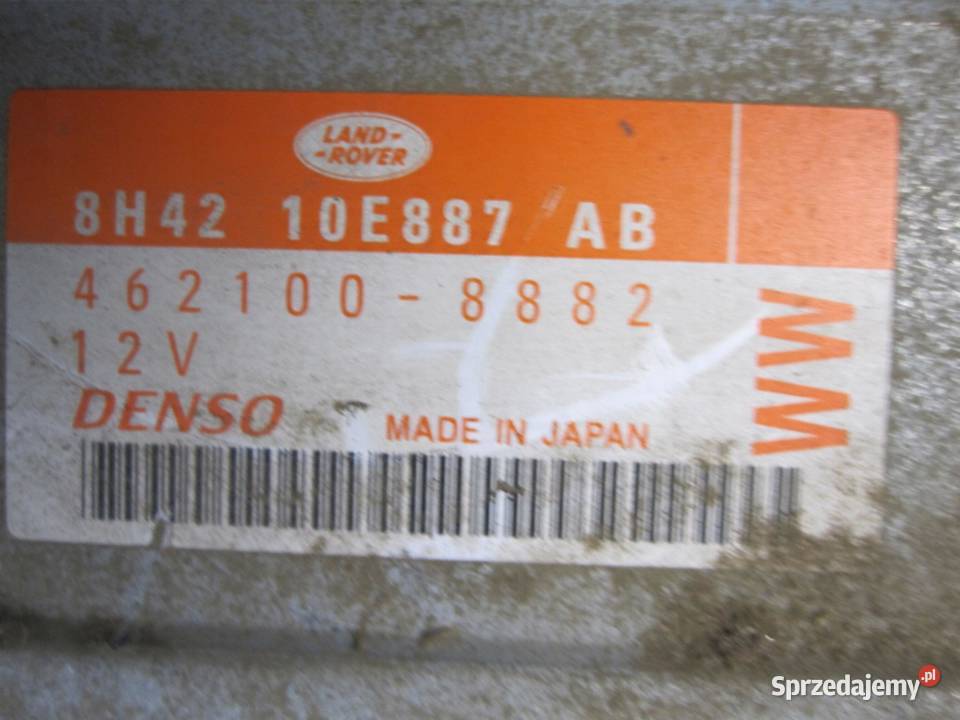 LAND-
-ROVER
8H42 10E887 AB
462100-8882
12V
DENSO
MADE IN JAPAN
WW
Sprzedajemy.pl